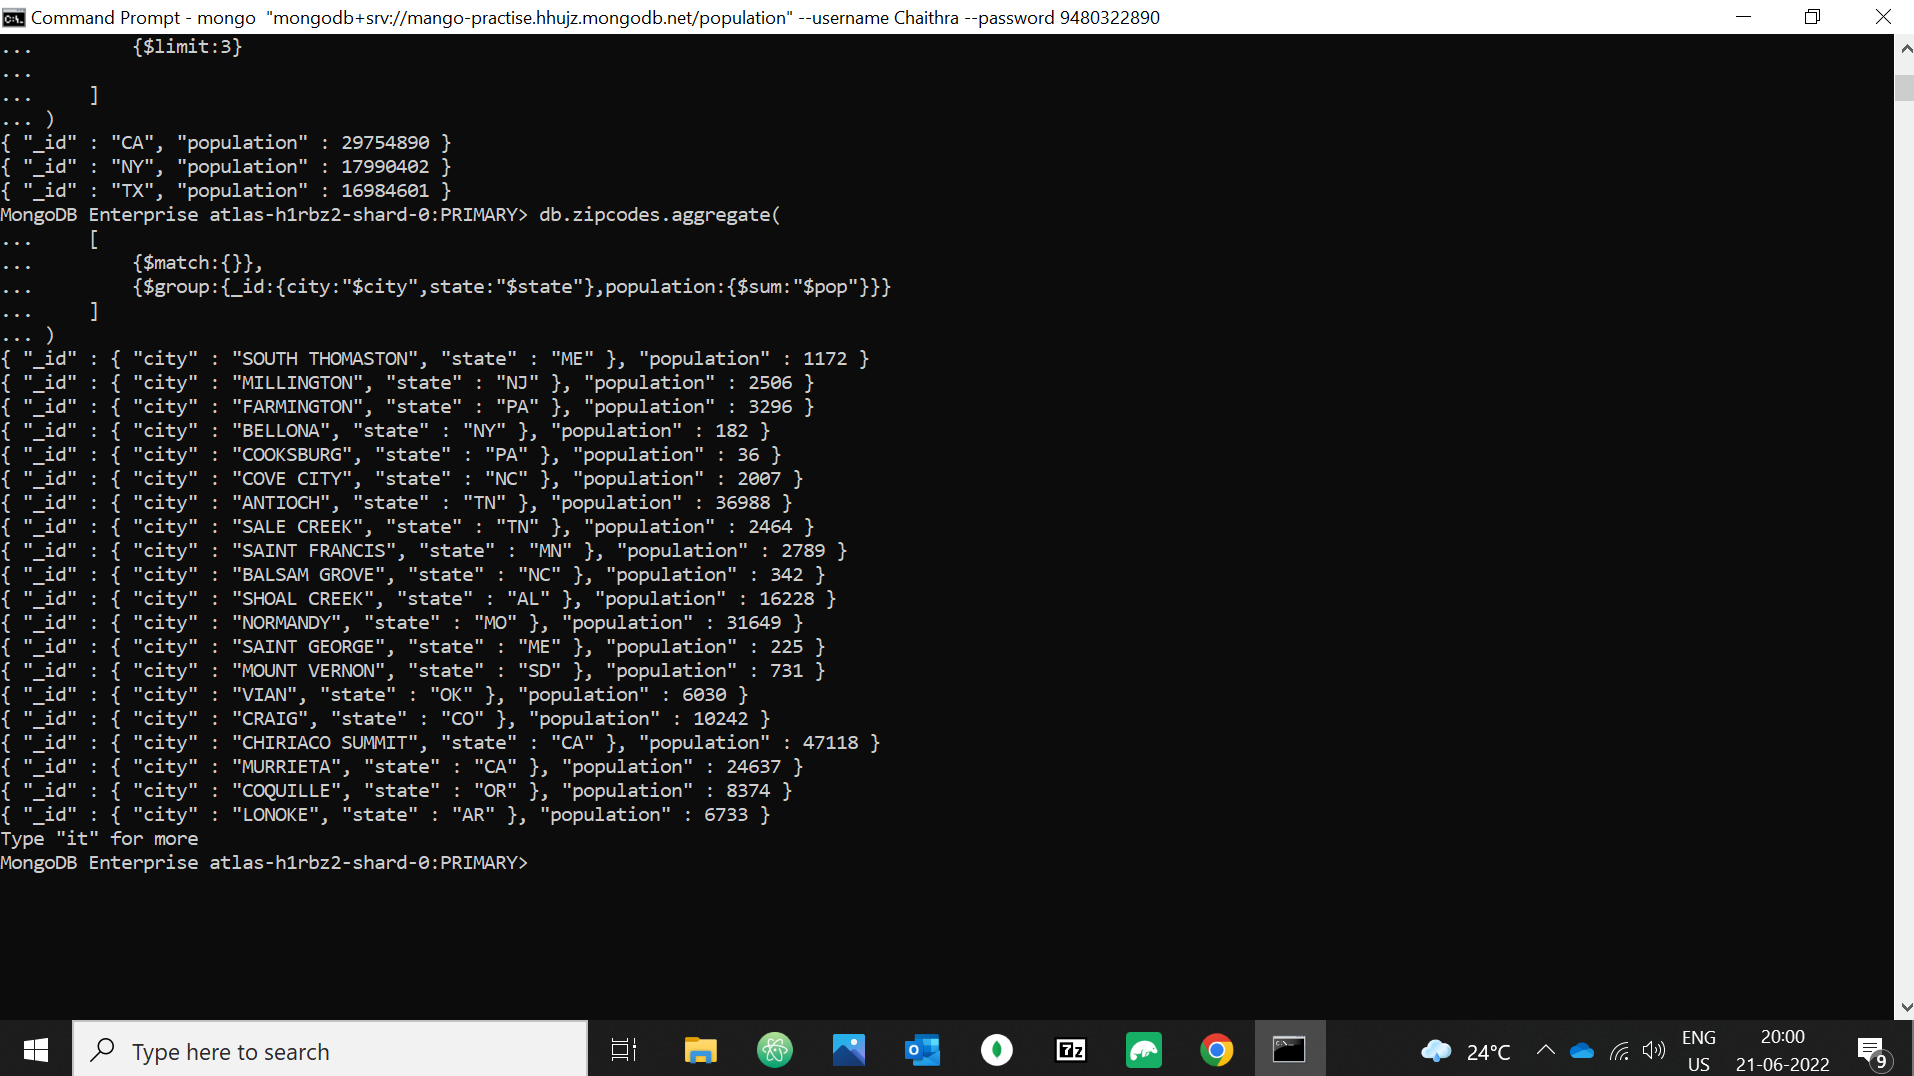 Command Prompt - mongo "mongodb+srv://mango-practise.hhujz.mongodb.net/population" --username Chaithra --password 9480322890
... {$limit:3}
...
... ]
... )
{ "_id" : "CA", "population" : 29754890 }
{ "_id" : "NY", "population" : 17990402 }
{ "_id" : "TX", "population" : 16984601 }
MongoDB Enterprise atlas-h1rbz2-shard-0:PRIMARY> db.zipcodes.aggregate(
... [
... {$match:{}},
... {$group:{_id:{city:"$city",state:"$state"},population:{$sum:"$pop"}}}
... ]
... )
{ "_id" : { "city" : "SOUTH THOMASTON", "state" : "ME" }, "population" : 1172 }
{ "_id" : { "city" : "MILLINGTON", "state" : "NJ" }, "population" : 2506 }
{ "_id" : { "city" : "FARMINGTON", "state" : "PA" }, "population" : 3296 }
{ "_id" : { "city" : "BELLONA", "state" : "NY" }, "population" : 182 }
{ "_id" : { "city" : "COOKSBURG", "state" : "PA" }, "population" : 36 }
{ "_id" : { "city" : "COVE CITY", "state" : "NC" }, "population" : 2007 }
{ "_id" : { "city" : "ANTIOCH", "state" : "TN" }, "population" : 36988 }
{ "_id" : { "city" : "SALE CREEK", "state" : "TN" }, "population" : 2464 }
{ "_id" : { "city" : "SAINT FRANCIS", "state" : "MN" }, "population" : 2789 }
{ "_id" : { "city" : "BALSAM GROVE", "state" : "NC" }, "population" : 342 }
{ "_id" : { "city" : "SHOAL CREEK", "state" : "AL" }, "population" : 16228 }
{ "_id" : { "city" : "NORMANDY", "state" : "MO" }, "population" : 31649 }
{ "_id" : { "city" : "SAINT GEORGE", "state" : "ME" }, "population" : 225 }
{ "_id" : { "city" : "MOUNT VERNON", "state" : "SD" }, "population" : 731 }
{ "_id" : { "city" : "VIAN", "state" : "OK" }, "population" : 6030 }
{ "_id" : { "city" : "CRAIG", "state" : "CO" }, "population" : 10242 }
{ "_id" : { "city" : "CHIRIACO SUMMIT", "state" : "CA" }, "population" : 47118 }
{ "_id" : { "city" : "MURRIETA", "state" : "CA" }, "population" : 24637 }
{ "_id" : { "city" : "COQUILLE", "state" : "OR" }, "population" : 8374 }
{ "_id" : { "city" : "LONOKE", "state" : "AR" }, "population" : 6733 }
Type "it" for more
MongoDB Enterprise atlas-h1rbz2-shard-0:PRIMARY>
Type here to search
7z
24°C
ENG
US
20:00
21-06-2022
9